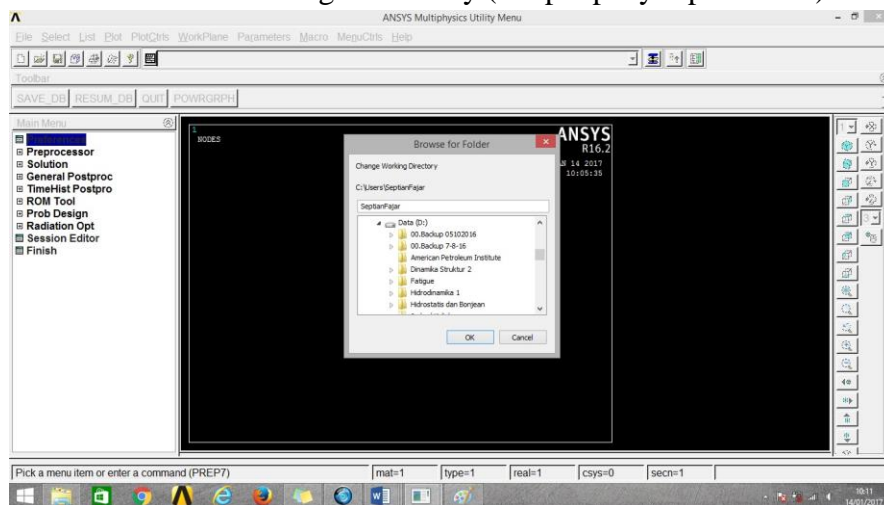 ANSYS Multiphysics Utility Menu
File Select List Plot PlotCtrls WorkPlane Parameters Macro MenuCtrls Help
Toolbar
SAVE_DB RESUM_DB QUIT POWRGRPH
Main Menu
Preferences
Preprocessor
Solution
General Postproc
TimeHist Postpro
ROM Tool
Prob Design
Radiation Opt
Session Editor
Finish
1
NODES
ANSYS
R16.2
14 2017
10:05:35
Browse for Folder
Change Working Directory
C:\Users\SeptianFajar
SeptianFajar
Data (D:)
00.Backup 05102016
00.Backup 7-8-16
American Petroleum Institute
Dinamika Struktur 2
Fatigue
Hidrodinamika 1
Hidrostatis dan Bonjean
OK Cancel
1
3
Pick a menu item or enter a command (PREP7) mat=1 type=1 real=1 csys=0 secn=1
10:11
14/01/2017